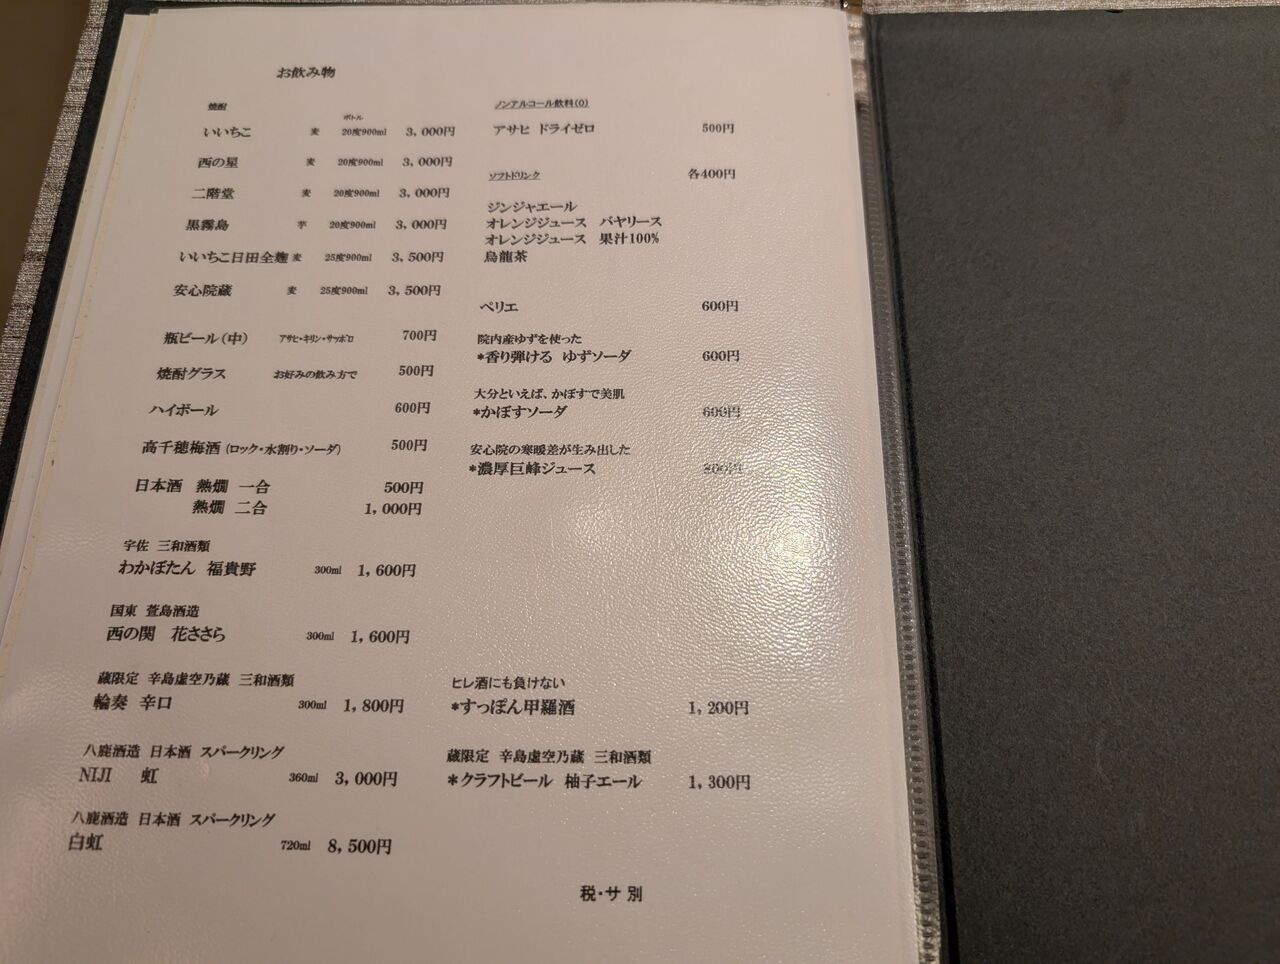 お飲み物
焼酎
ボトル
いいちこ 麦 20度900ml 3,000円
西の星 麦 20度900ml 3,000円
二階堂 麦 20度900ml 3,000円
黒霧島 芋 20度900ml 3,000円
いいちこ日田全麹 麦 25度900ml 3,500円
安心院蔵 麦 25度900ml 3,500円
瓶ビール(中) アサヒ・キリン・サッポロ 700円
焼酎グラス お好みの飲み方で 500円
ハイボール 600円
高千穂梅酒(ロック・水割り・ソーダ) 500円
日本酒 熱燗 一合 500円
熱燗 二合 1,000円
宇佐 三和酒類
わかぼたん 福貴野 300ml 1,600円
国東 萱島酒造
西の関 花ささら 300ml 1,600円
蔵限定 辛島虚空乃蔵 三和酒類
輪奏 辛口 300ml 1,800円
八鹿酒造 日本酒 スパークリング
NIJI 虹 360ml 3,000円
八鹿酒造 日本酒 スパークリング
白虹 720ml 8,500円
ノンアルコール飲料(0)
アサヒ ドライゼロ 500円
ソフトドリンク 各400円
ジンジャエール
オレンジジュース バヤリース
オレンジジュース 果汁100%
烏龍茶
ペリエ 600円
院内産ゆずを使った
*香り弾ける ゆずソーダ 600円
大分といえば、かぼすで美肌
*かぼすソーダ 600円
安心院の寒暖差が生み出した
*濃厚巨峰ジュース
ヒレ酒にも負けない
*すっぽん甲羅酒 1,200円
蔵限定 辛島虚空乃蔵 三和酒類
*クラフトビール 柚子エール 1,300円
税・サ別